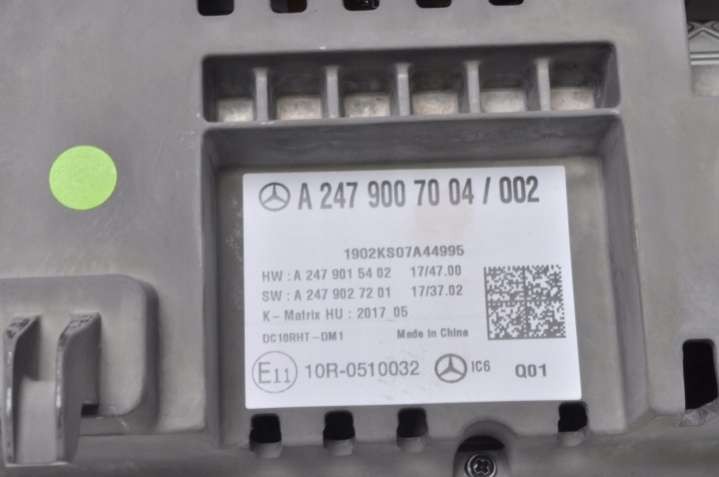 A 247 900 70 04 / 002
1902KS07A44995
HW : A 247 901 54 02 17/47.00
SW : A 247 902 72 01 17/37.02
K- Matrix HU : 2017_05
DC10RHT-DM1 Made in China
E11 10R-0510032 IC6 Q01